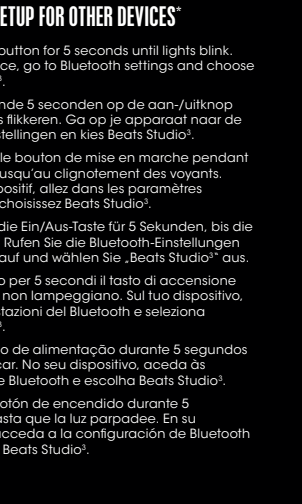 ETUP FOR OTHER DEVICES*
button for 5 seconds until lights blink.
ce, go to Bluetooth settings and choose
³.
nde 5 seconden op de aan-/uitknop
s flikkeren. Ga op je apparaat naar de
stellingen en kies Beats Studio³.
le bouton de mise en marche pendant
usqu'au clignotement des voyants.
positif, allez dans les paramètres
choisissez Beats Studio³.
die Ein/Aus-Taste für 5 Sekunden, bis die
Rufen Sie die Bluetooth-Einstellungen
auf und wählen Sie „Beats Studio³“ aus.
o per 5 secondi il tasto di accensione
non lampeggiano. Sul tuo dispositivo,
stazioni del Bluetooth e seleziona
³.
o de alimentação durante 5 segundos
car. No seu dispositivo, aceda às
e Bluetooth e escolha Beats Studio³.
otón de encendido durante 5
asta que la luz parpadee. En su
acceda a la configuración de Bluetooth
Beats Studio³.